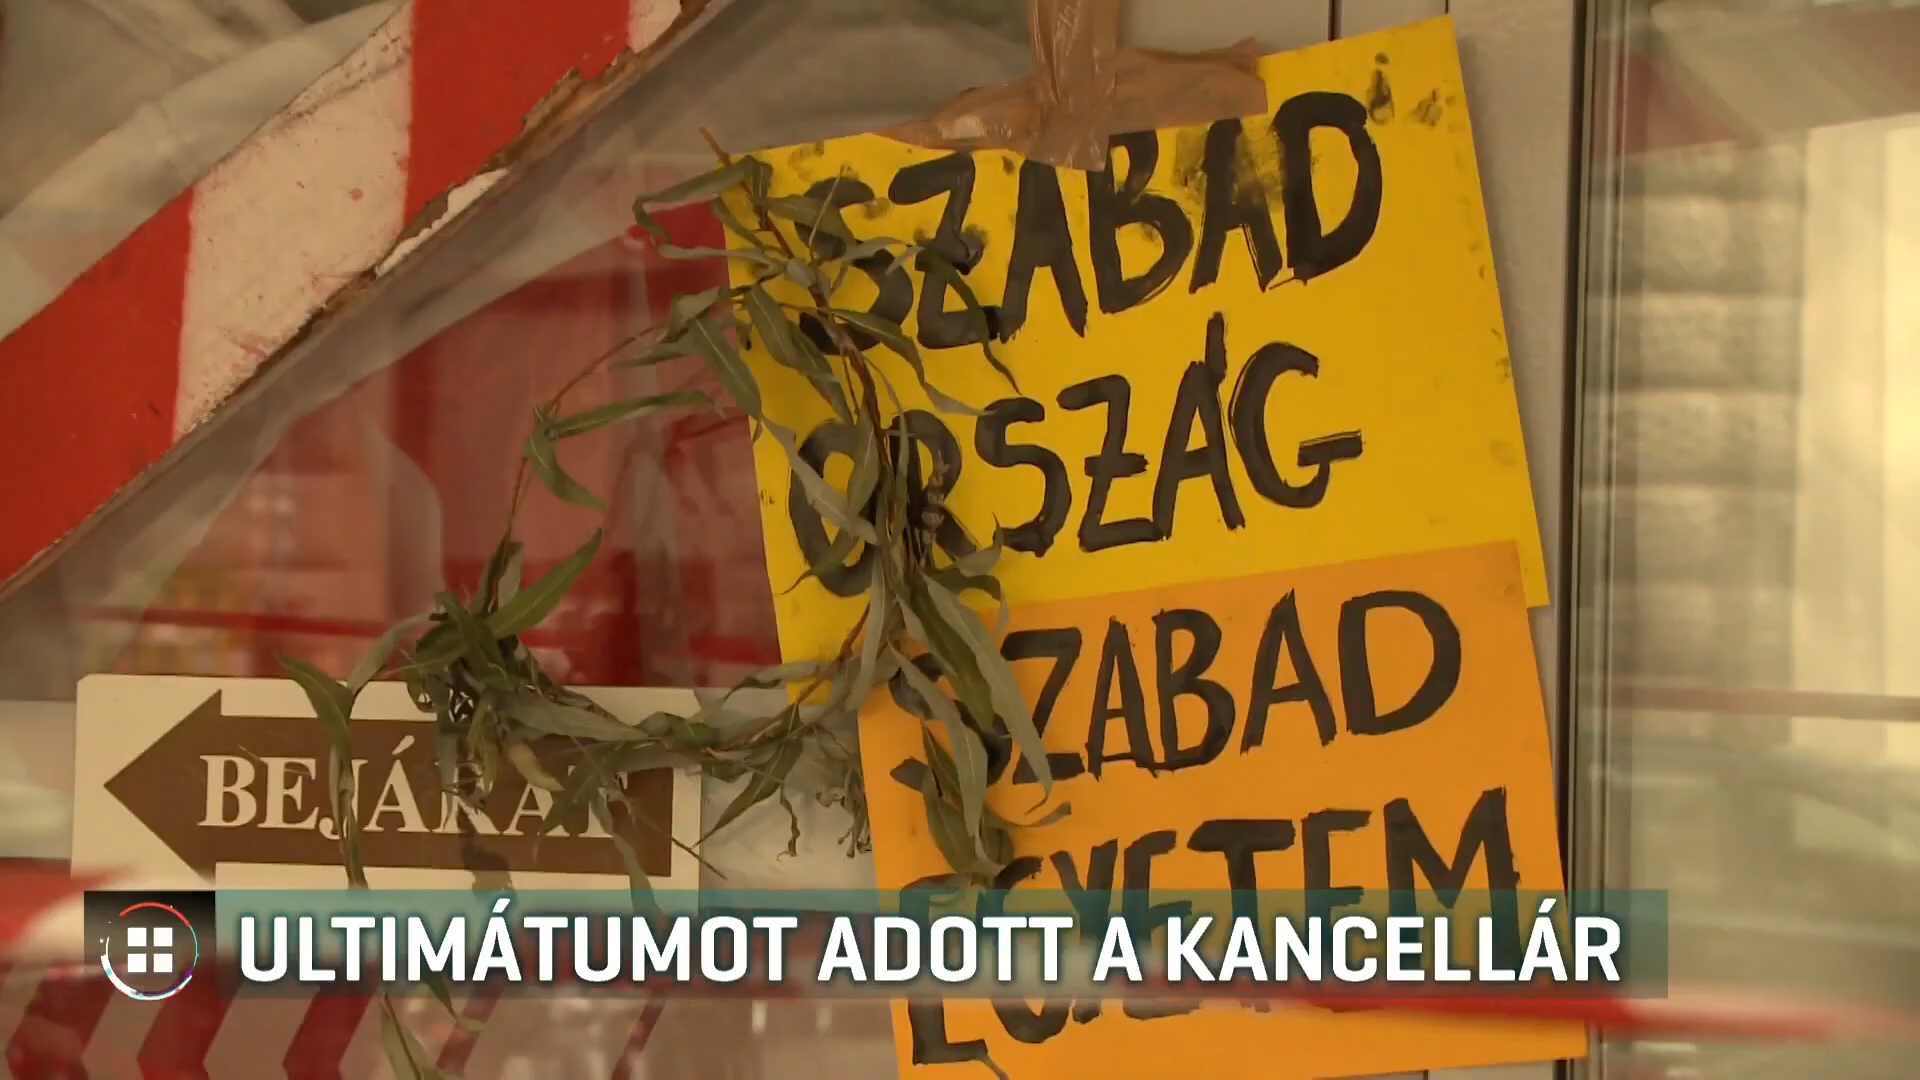 SZABAD
ORSZÁG
SZABAD
EGYETEM
BEJÁRAT
ULTIMÁTUMOT ADOTT A KANCELLÁR